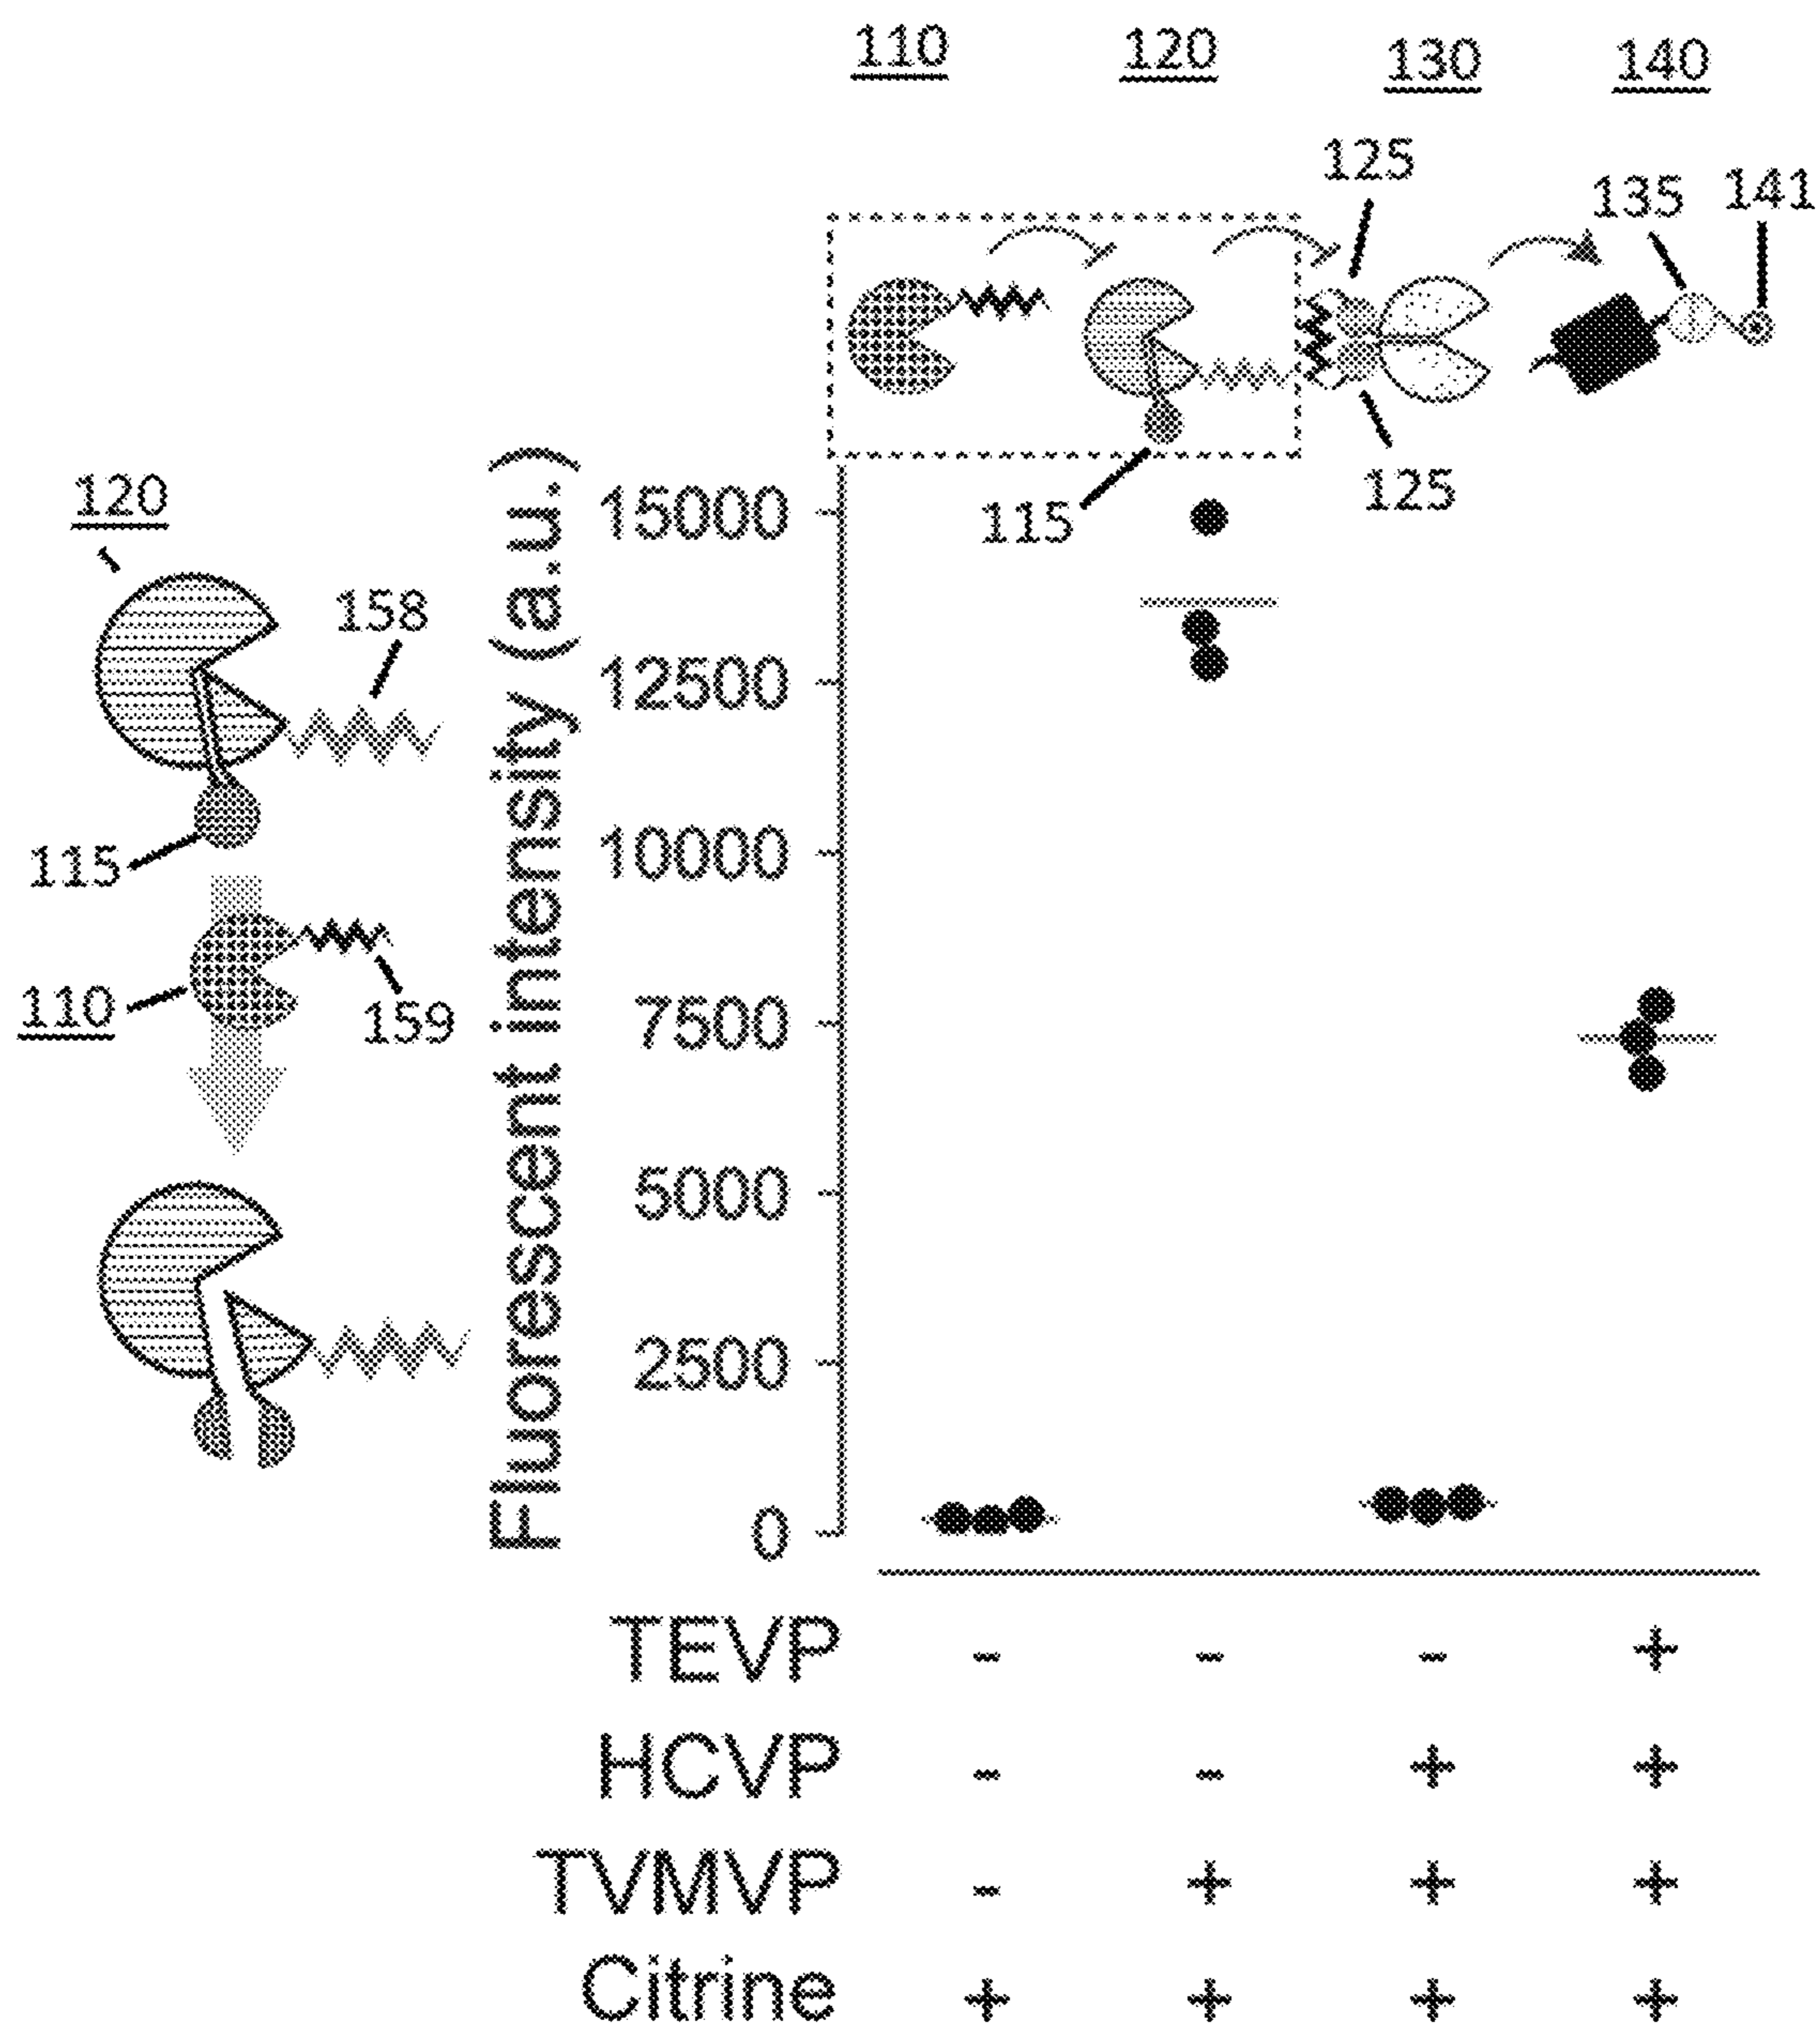 110 120 130 140
125
135 141
115
125
120
158
115
110
159
Fluorescent intensity (a.u.)
15000
12500
10000
7500
5000
2500
0
TEVP - - - +
HCVP - - + +
TVMVP - + + +
Citrine + + + +